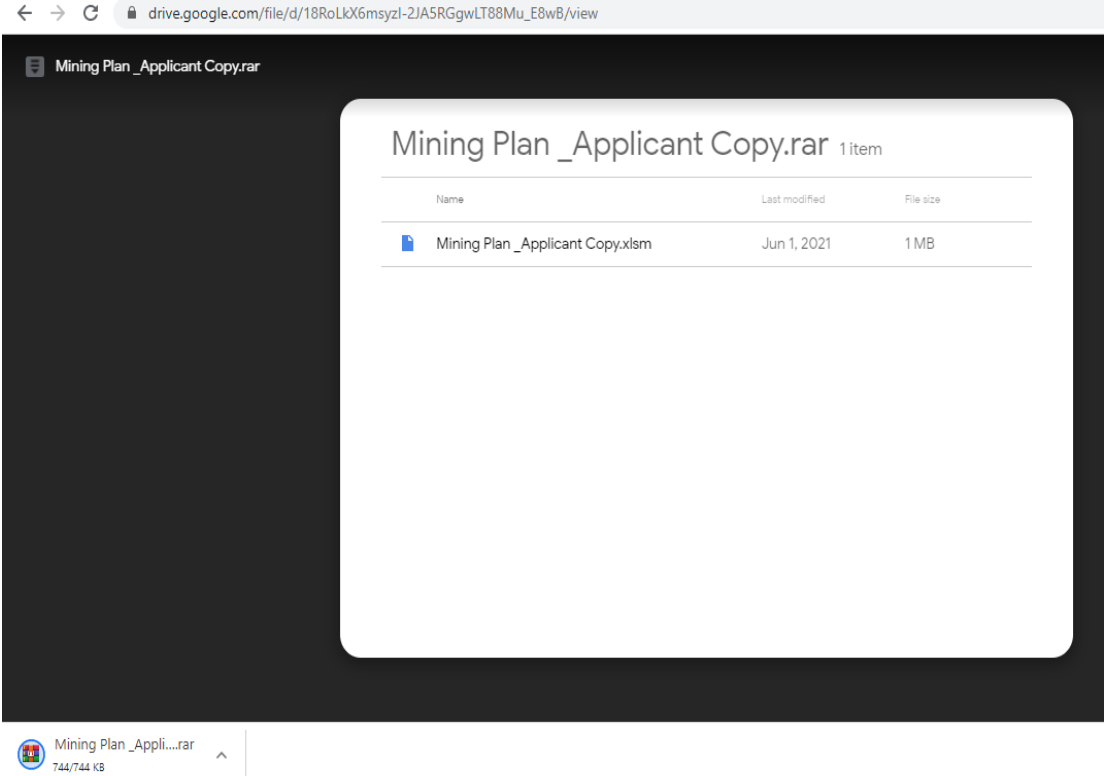 drive.google.com/file/d/18RoLkX6msyzI-2JA5RGgwLT88Mu_E8wB/view
Mining Plan _Applicant Copy.rar
Mining Plan _Applicant Copy.rar 1 item
Name Last modified File size
Mining Plan _Applicant Copy.xlsm Jun 1, 2021 1 MB
Mining Plan _Appli....rar
744/744 KB